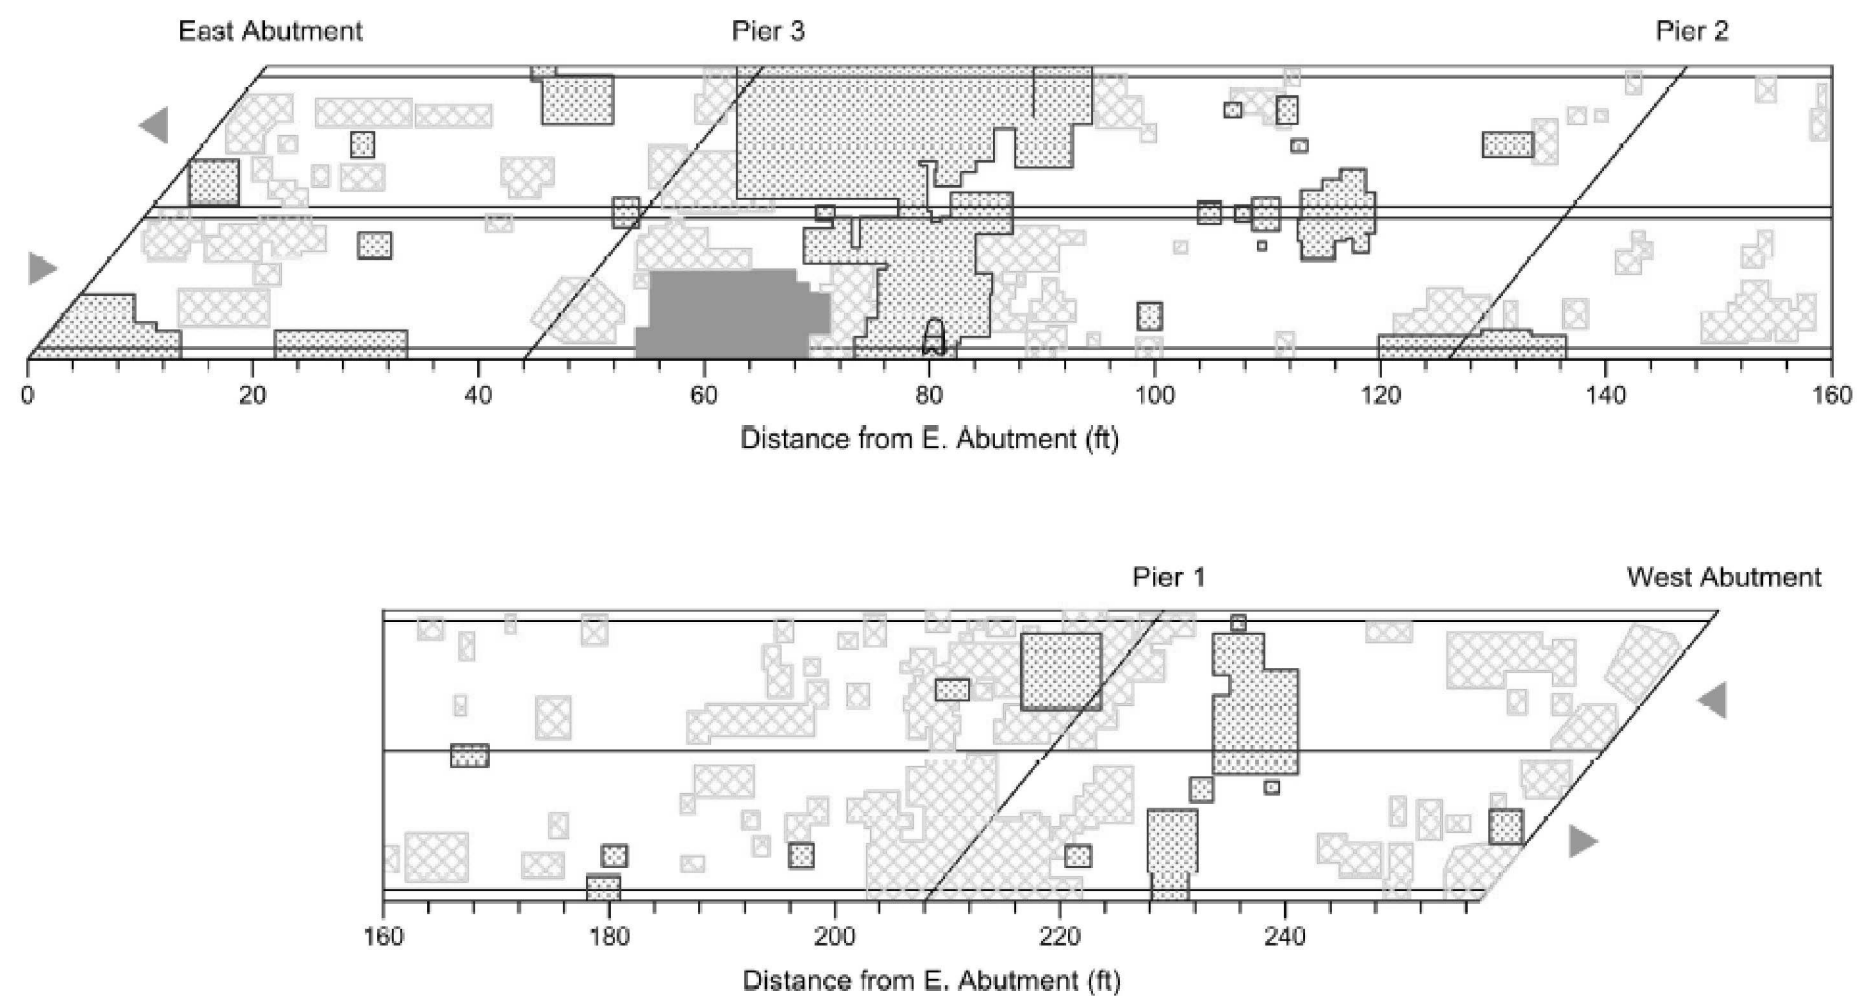 East Abutment Pier 3 Pier 2
0 20 40 60 80 100 120 140 160
Distance from E. Abutment (ft)
Pier 1 West Abutment
160 180 200 220 240
Distance from E. Abutment (ft)